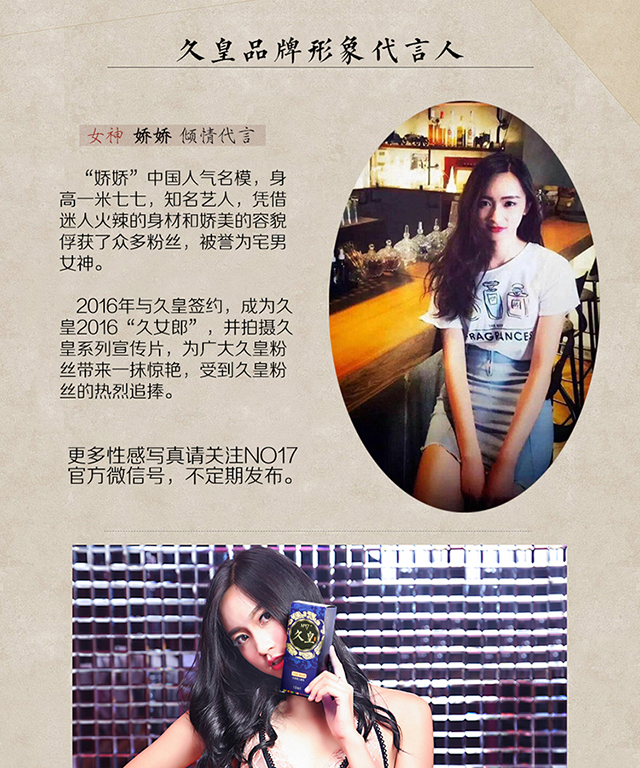 久皇品牌形象代言人
女神 娇娇 倾情代言
“娇娇”中国人气名模，身
高一米七七，知名艺人，凭借
迷人火辣的身材和娇美的容貌
俘获了众多粉丝，被誉为宅男
女神。
2016年与久皇签约，成为久
皇2016“久女郎”，并拍摄久
皇系列宣传片，为广大久皇粉
丝带来一抹惊艳，受到久皇粉
丝的热烈追捧。
更多性感写真请关注NO17
官方微信号，不定期发布。
FRAGRANCES
久皇